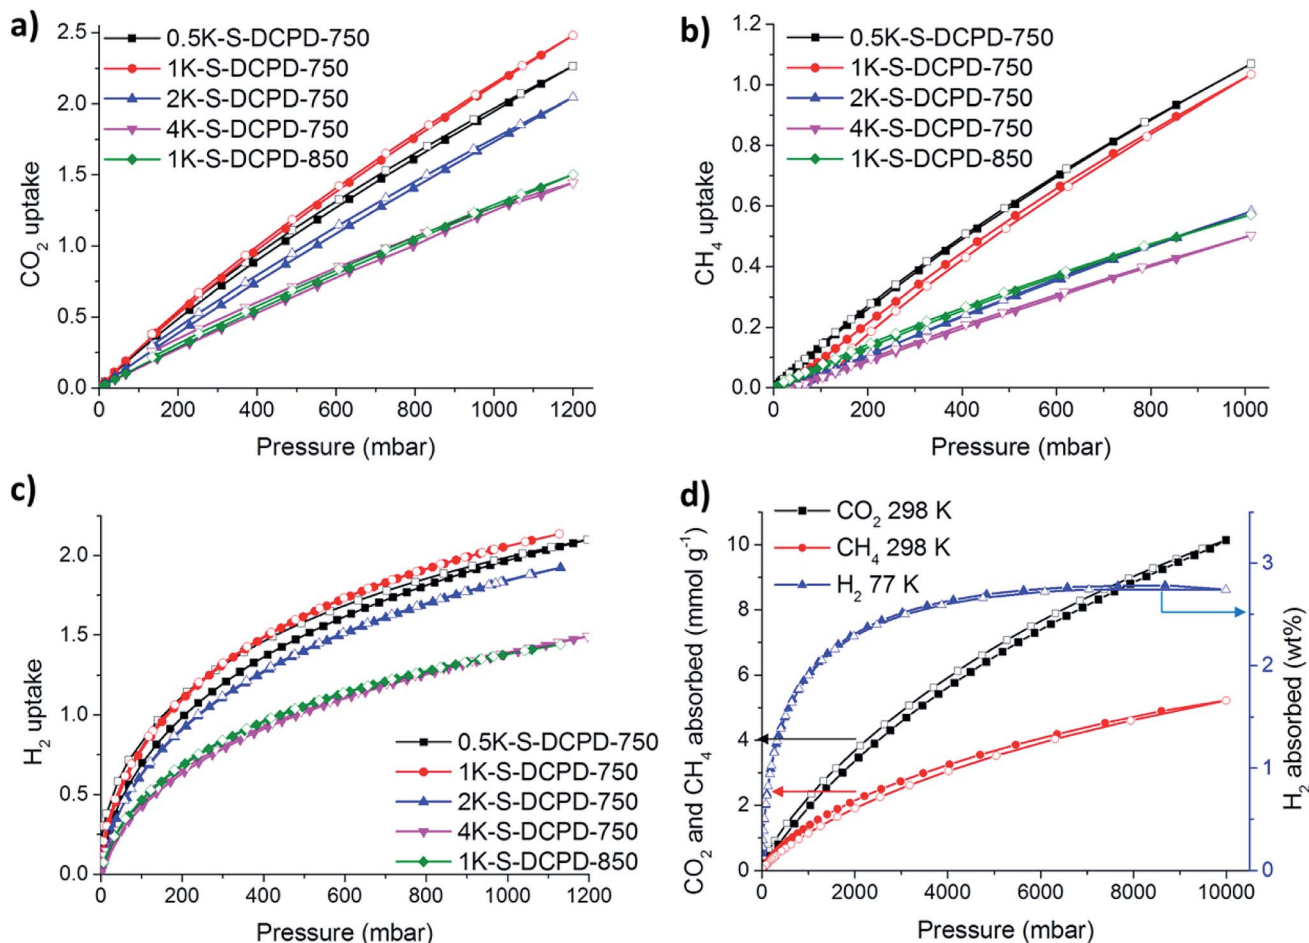 a)
2.5
2.0
1.5
1.0
0.5
0.0
CO₂ uptake
0.5K-S-DCPD-750
1K-S-DCPD-750
2K-S-DCPD-750
4K-S-DCPD-750
1K-S-DCPD-850
0 200 400 600 800 1000 1200
Pressure (mbar)
b)
1.2
1.0
0.8
0.6
0.4
0.2
0.0
CH₄ uptake
0.5K-S-DCPD-750
1K-S-DCPD-750
2K-S-DCPD-750
4K-S-DCPD-750
1K-S-DCPD-850
0 200 400 600 800 1000
Pressure (mbar)
c)
2.0
1.5
1.0
0.5
0.0
H₂ uptake
0.5K-S-DCPD-750
1K-S-DCPD-750
2K-S-DCPD-750
4K-S-DCPD-750
1K-S-DCPD-850
0 200 400 600 800 1000 1200
Pressure (mbar)
d)
10
8
6
4
2
0
CO₂ and CH₄ absorbed (mmol g⁻¹)
CO₂ 298 K
CH₄ 298 K
H₂ 77 K
3
2
1
0
H₂ absorbed (wt%)
0 2000 4000 6000 8000 10000
Pressure (mbar)